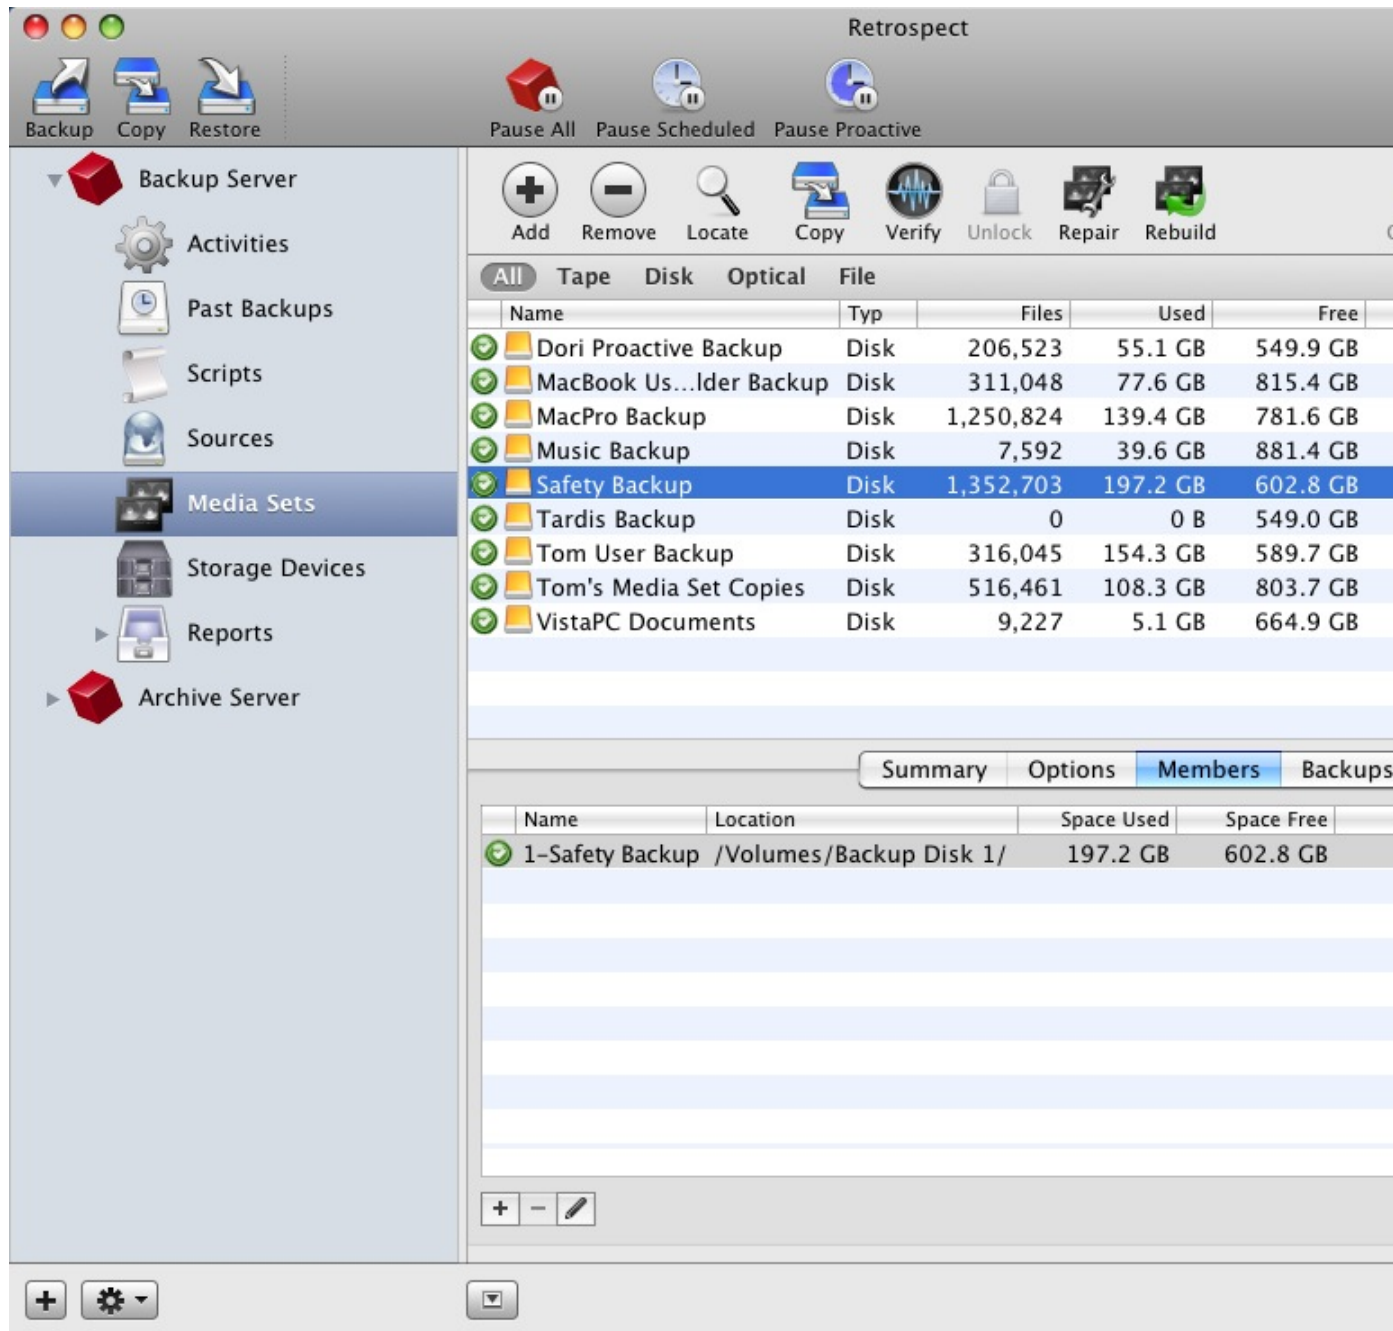 Retrospect
Backup Copy Restore Pause All Pause Scheduled Pause Proactive
Backup Server
Activities
Past Backups
Scripts
Sources
Media Sets
Storage Devices
Reports
Archive Server
Add Remove Locate Copy Verify Unlock Repair Rebuild
All Tape Disk Optical File
Name Typ Files Used Free
Dori Proactive Backup Disk 206,523 55.1 GB 549.9 GB
MacBook Us...lder Backup Disk 311,048 77.6 GB 815.4 GB
MacPro Backup Disk 1,250,824 139.4 GB 781.6 GB
Music Backup Disk 7,592 39.6 GB 881.4 GB
Safety Backup Disk 1,352,703 197.2 GB 602.8 GB
Tardis Backup Disk 0 0 B 549.0 GB
Tom User Backup Disk 316,045 154.3 GB 589.7 GB
Tom's Media Set Copies Disk 516,461 108.3 GB 803.7 GB
VistaPC Documents Disk 9,227 5.1 GB 664.9 GB
Summary Options Members Backups
Name Location Space Used Space Free
1-Safety Backup /Volumes/Backup Disk 1/ 197.2 GB 602.8 GB